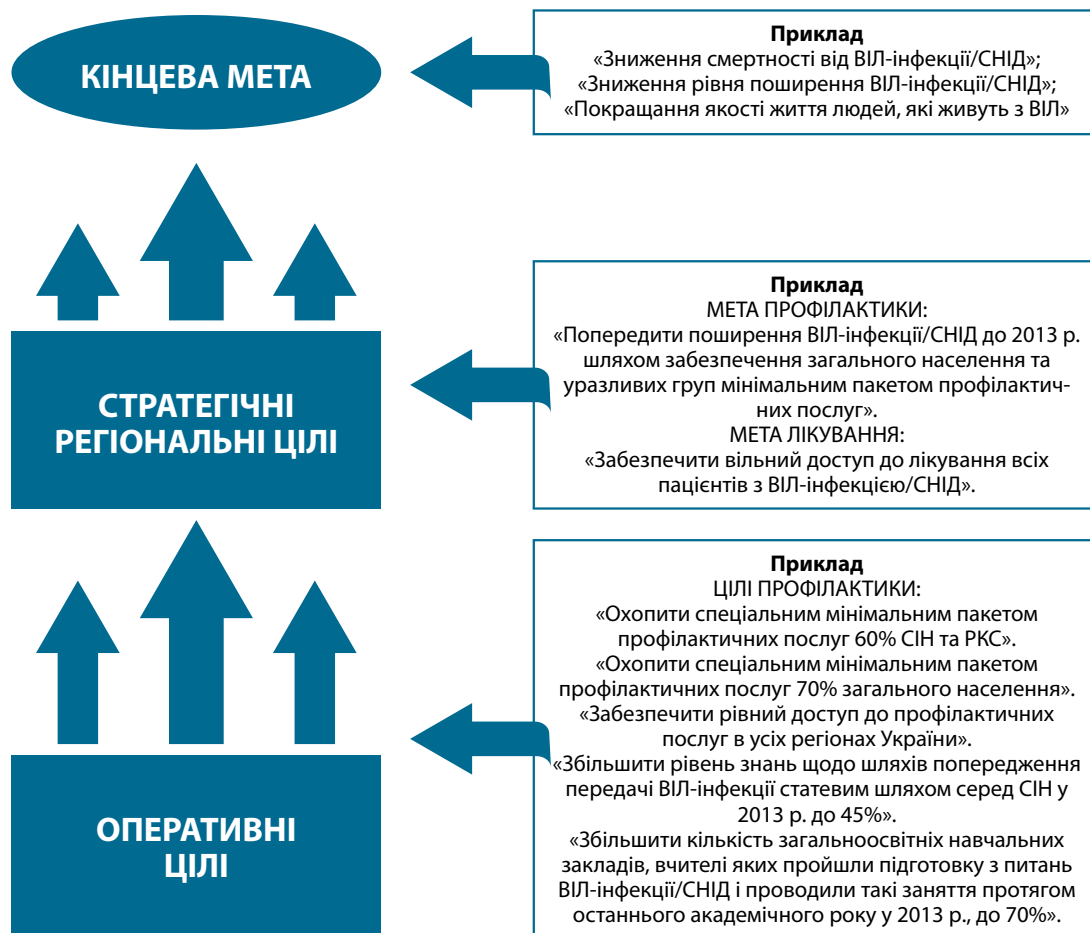 КІНЦЕВА МЕТА
Приклад
«Зниження смертності від ВІЛ-інфекції/СНІД»;
«Зниження рівня поширення ВІЛ-інфекції/СНІД»;
«Покращання якості життя людей, які живуть з ВІЛ»
СТРАТЕГІЧНІ
РЕГІОНАЛЬНІ ЦІЛІ
Приклад
МЕТА ПРОФІЛАКТИКИ:
«Попередити поширення ВІЛ-інфекції/СНІД до 2013 р.
шляхом забезпечення загального населення та
уразливих груп мінімальним пакетом профілактич-
них послуг».
МЕТА ЛІКУВАННЯ:
«Забезпечити вільний доступ до лікування всіх
пацієнтів з ВІЛ-інфекцією/СНІД».
ОПЕРАТИВНІ
ЦІЛІ
Приклад
ЦІЛІ ПРОФІЛАКТИКИ:
«Охопити спеціальним мінімальним пакетом
профілактичних послуг 60% СІН та РКС».
«Охопити спеціальним мінімальним пакетом
профілактичних послуг 70% загального населення».
«Забезпечити рівний доступ до профілактичних
послуг в усіх регіонах України».
«Збільшити рівень знань щодо шляхів попередження
передачі ВІЛ-інфекції статевим шляхом серед СІН у
2013 р. до 45%».
«Збільшити кількість загальноосвітніх навчальних
закладів, вчителі яких пройшли підготовку з питань
ВІЛ-інфекції/СНІД і проводили такі заняття протягом
останнього академічного року у 2013 р., до 70%».